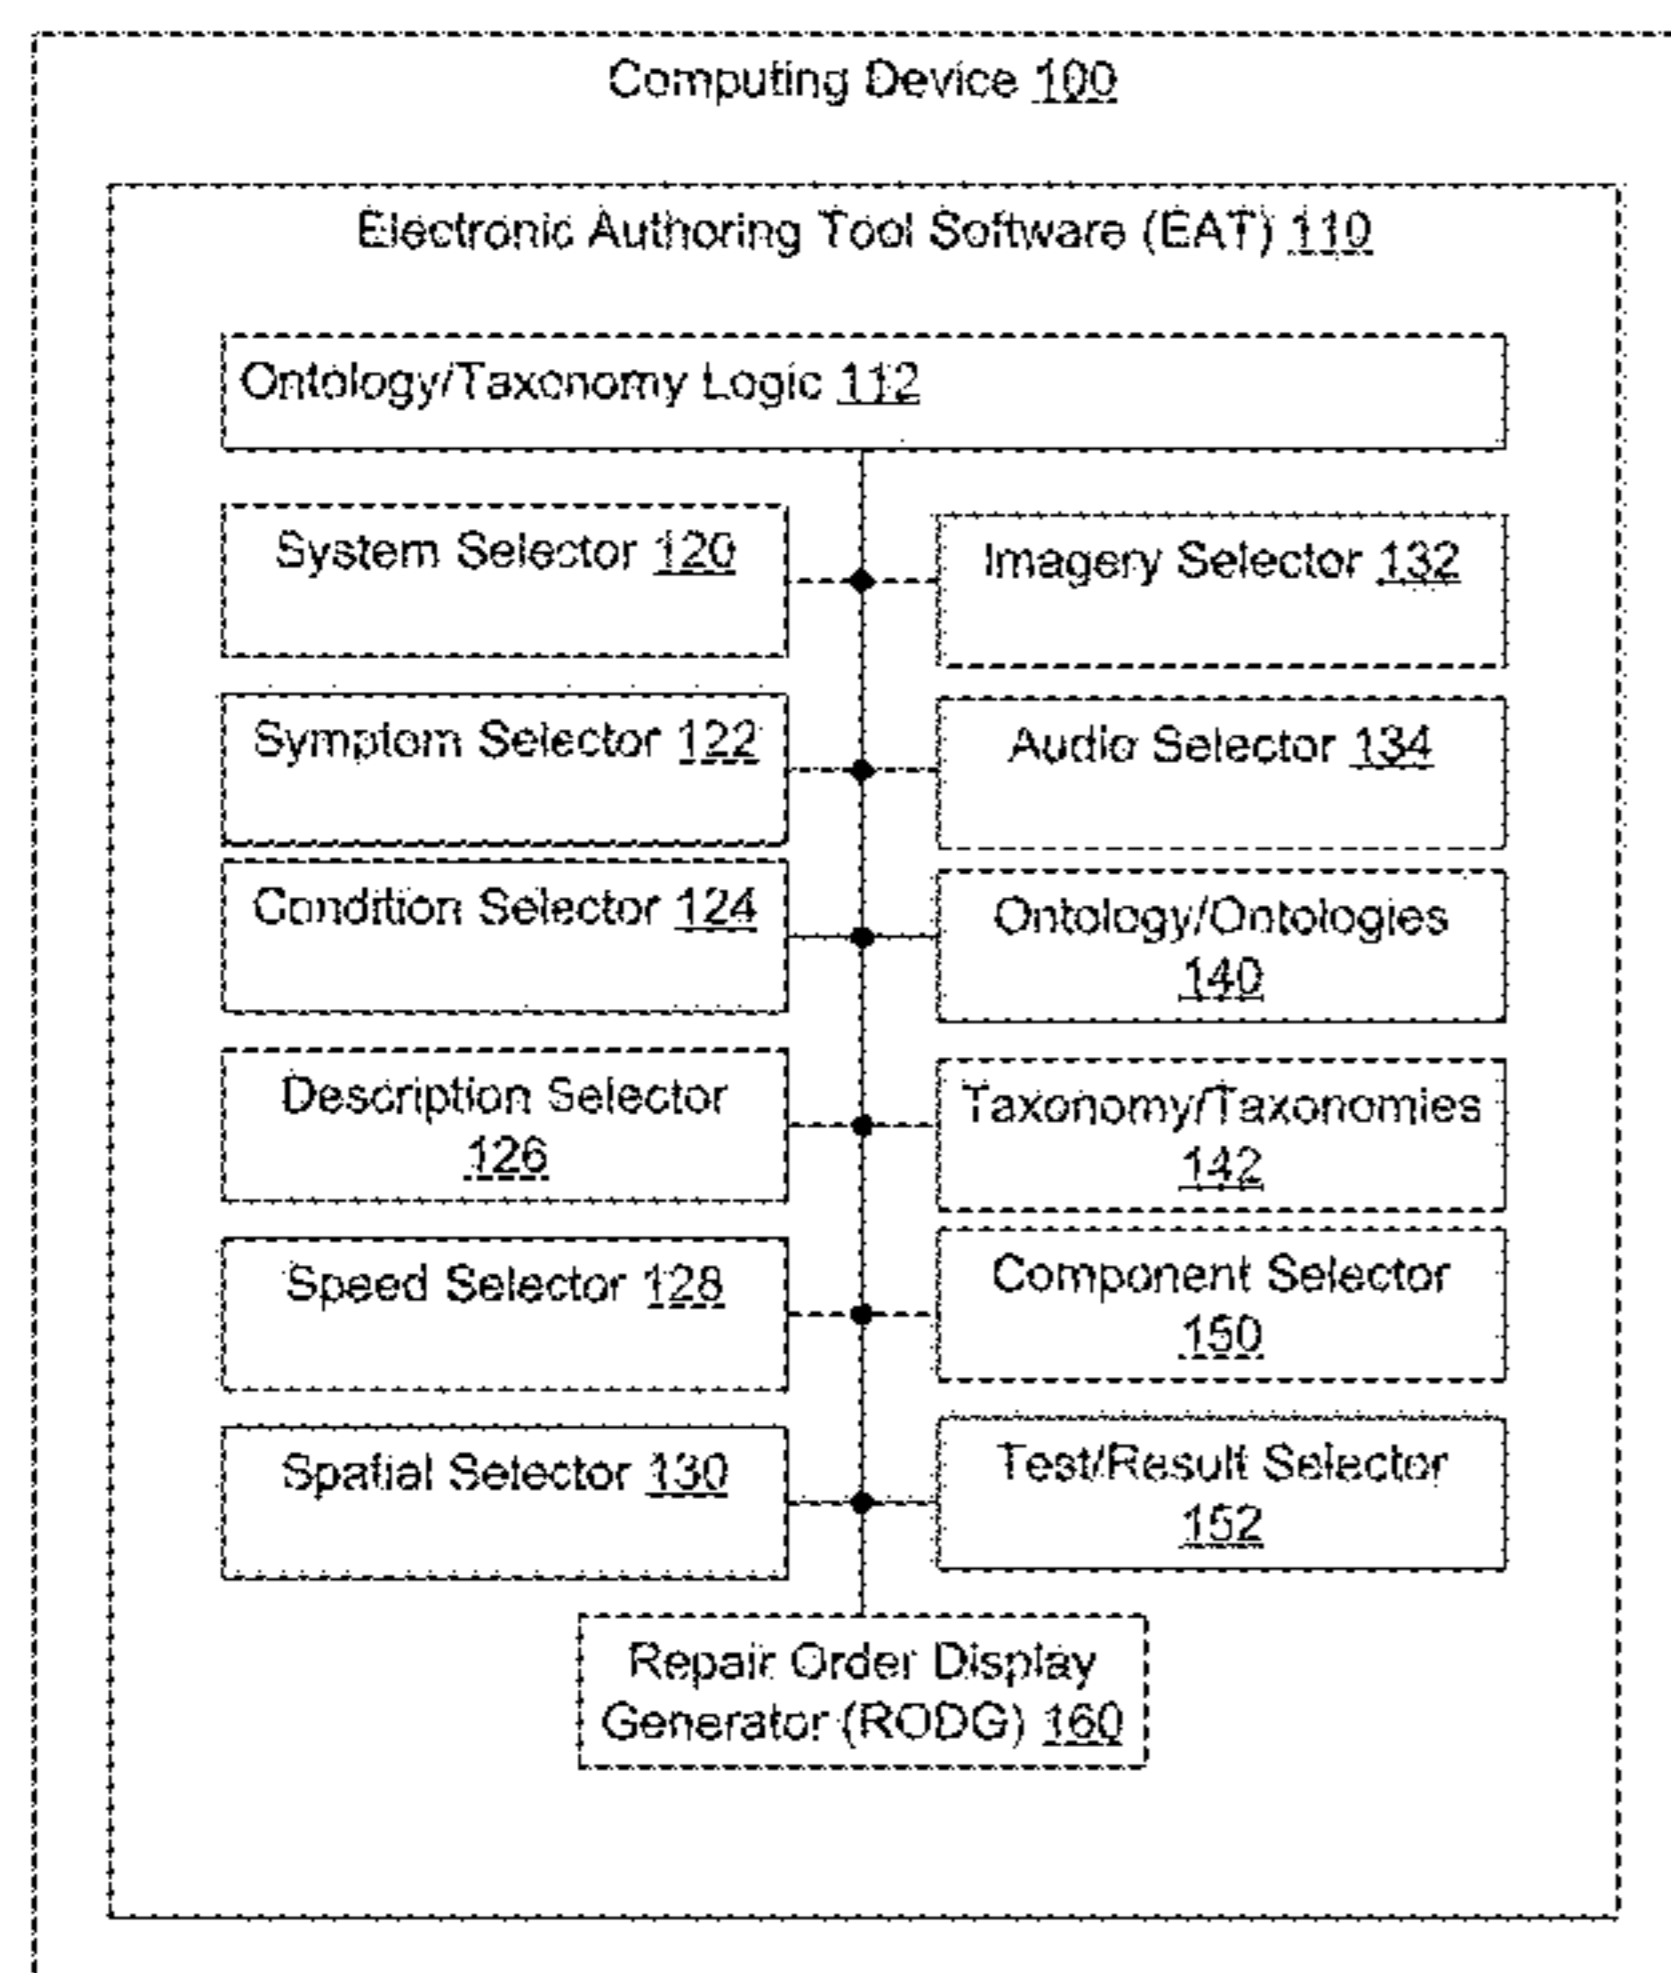 Computing Device 100
Electronic Authoring Tool Software (EAT) 110
Ontology/Taxonomy Logic 112
System Selector 120
Imagery Selector 132
Symptom Selector 122
Audio Selector 134
Condition Selector 124
Ontology/Ontologies
140
Description Selector
126
Taxonomy/Taxonomies
142
Speed Selector 128
Component Selector
150
Spatial Selector 130
Test/Result Selector
152
Repair Order Display
Generator (RODG) 160